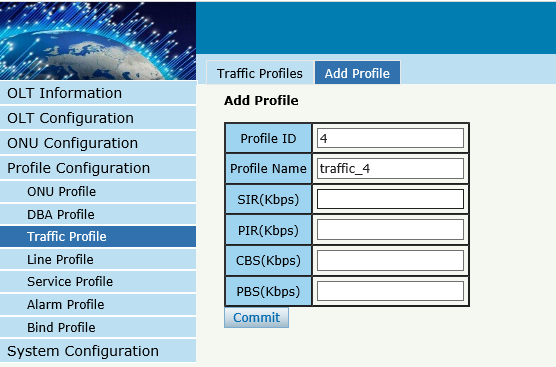 Traffic Profiles Add Profile
OLT Information
OLT Configuration
ONU Configuration
Profile Configuration
ONU Profile
DBA Profile
Traffic Profile
Line Profile
Service Profile
Alarm Profile
Bind Profile
System Configuration
Add Profile
Profile ID 4
Profile Name traffic_4
SIR(Kbps)
PIR(Kbps)
CBS(Kbps)
PBS(Kbps)
Commit